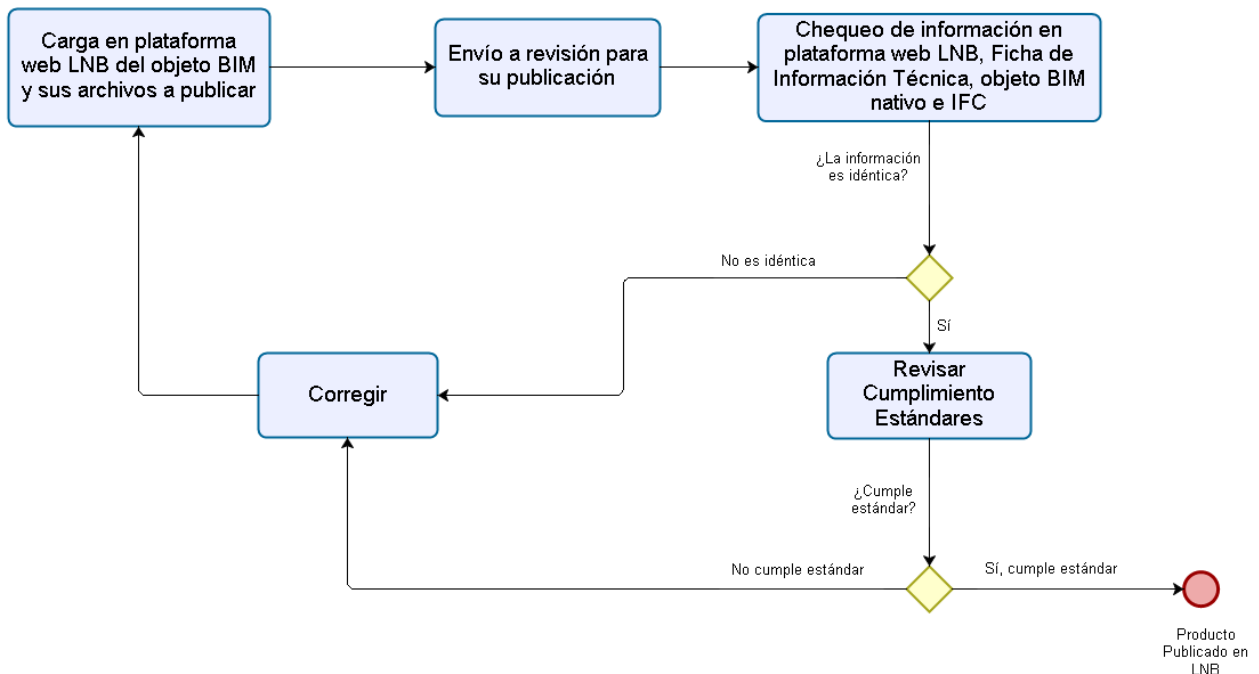 Carga en plataforma
web LNB del objeto BIM
y sus archivos a publicar
Envío a revisión para
su publicación
Chequeo de información en
plataforma web LNB, Ficha de
Información Técnica, objeto BIM
nativo e IFC
¿La información
es idéntica?
No es idéntica
Sí
Corregir
Revisar
Cumplimiento
Estándares
¿Cumple
estándar?
No cumple estándar
Sí, cumple estándar
Producto
Publicado en
LNB